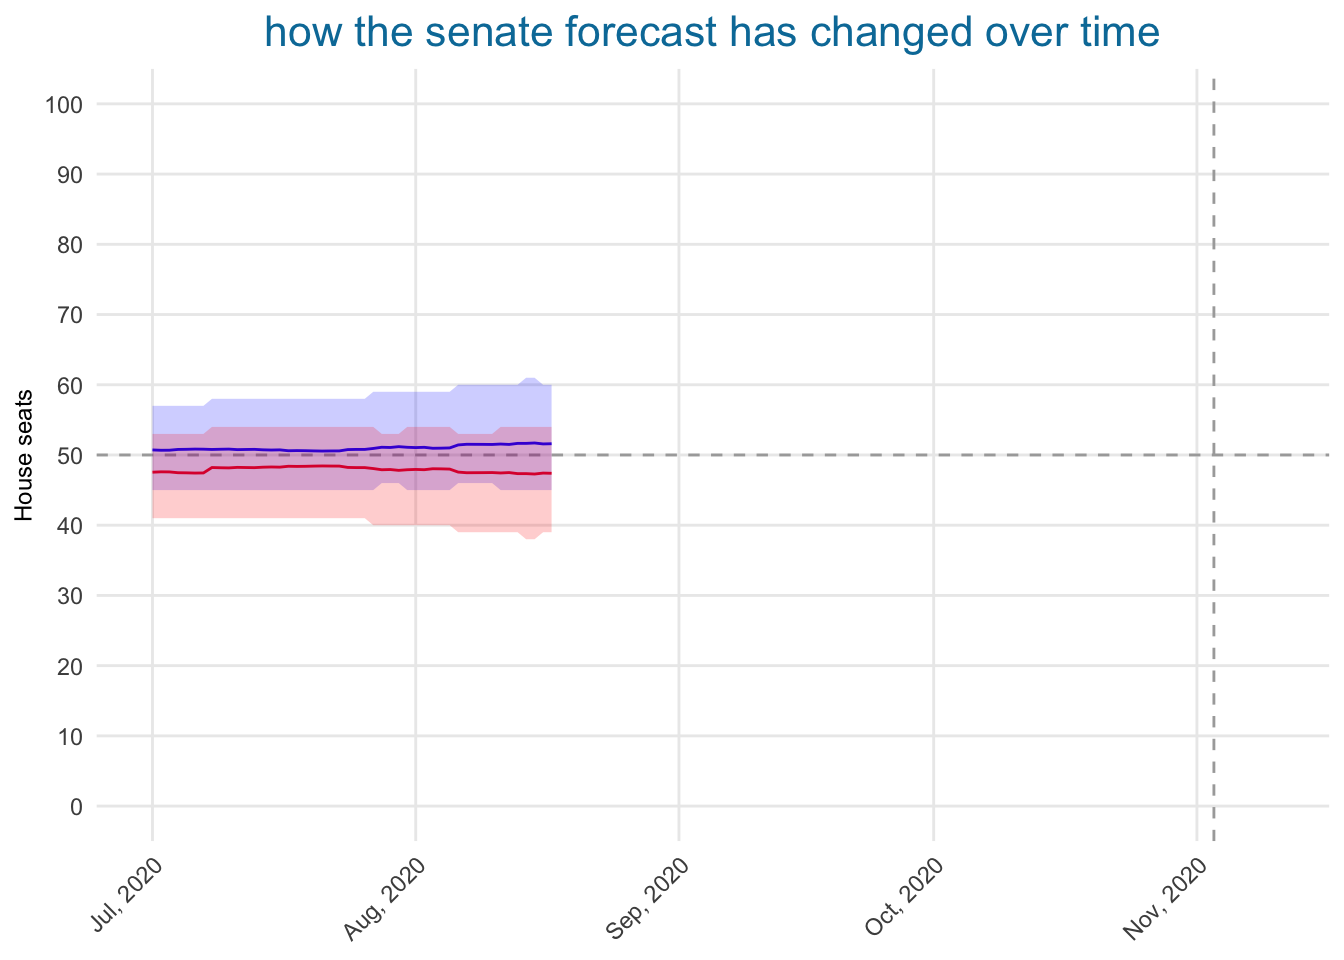 how the senate forecast has changed over time
House seats
100
90
80
70
60
50
40
30
20
10
0
Jul, 2020
Aug, 2020
Sep, 2020
Oct, 2020
Nov, 2020